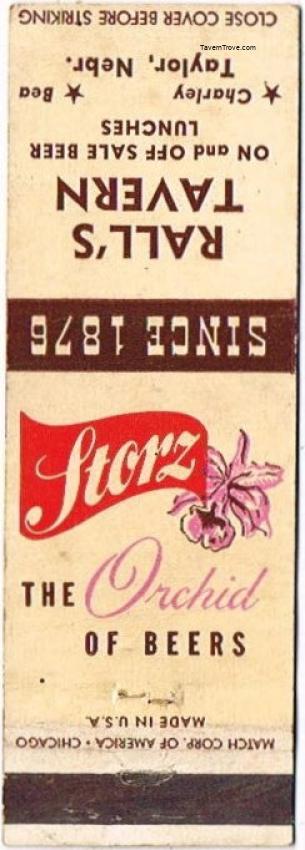 CLOSE COVER BEFORE STRIKING
TavernTrove.com
★ Charley ★ Bea
Taylor, Nebr.
ON and OFF SALE BEER
LUNCHES
RALL'S
TAVERN
SINCE 1876
Storz
THE Orchid
OF BEERS
MADE IN U.S.A.
MATCH CORP. OF AMERICA • CHICAGO